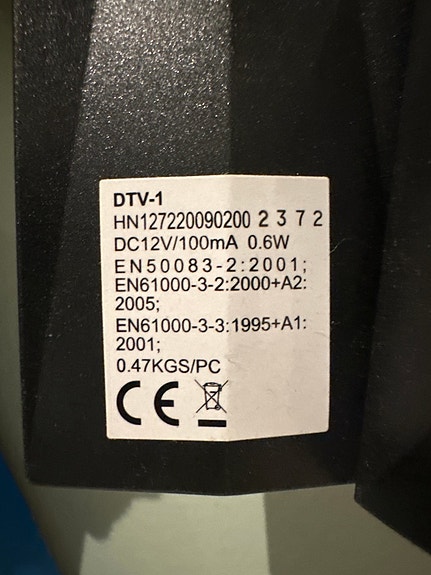 DTV-1
HN127220090200 2 3 7 2
DC12V/100mA 0.6W
EN50083-2:2001;
EN61000-3-2:2000+A2:
2005;
EN61000-3-3:1995+A1:
2001;
0.47KGS/PC
CE